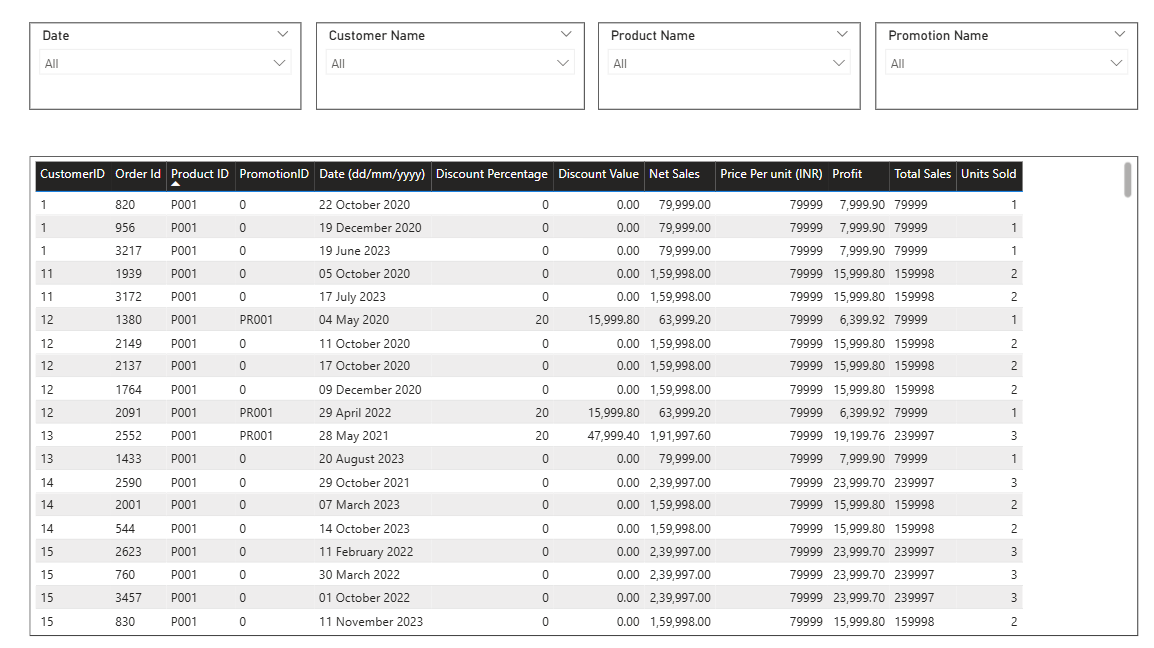 Date Customer Name Product Name Promotion Name
All All All All
CustomerID Order Id Product ID PromotionID Date (dd/mm/yyyy) Discount Percentage Discount Value Net Sales Price Per unit (INR) Profit Total Sales Units Sold
1 820 P001 0 22 October 2020 0 0.00 79,999.00 79999 7,999.90 79999 1
1 956 P001 0 19 December 2020 0 0.00 79,999.00 79999 7,999.90 79999 1
1 3217 P001 0 19 June 2023 0 0.00 79,999.00 79999 7,999.90 79999 1
11 1939 P001 0 05 October 2020 0 0.00 1,59,998.00 79999 15,999.80 159998 2
11 3172 P001 0 17 July 2023 0 0.00 1,59,998.00 79999 15,999.80 159998 2
12 1380 P001 PR001 04 May 2020 20 15,999.80 63,999.20 79999 6,399.92 79999 1
12 2149 P001 0 11 October 2020 0 0.00 1,59,998.00 79999 15,999.80 159998 2
12 2137 P001 0 17 October 2020 0 0.00 1,59,998.00 79999 15,999.80 159998 2
12 1764 P001 0 09 December 2020 0 0.00 1,59,998.00 79999 15,999.80 159998 2
12 2091 P001 PR001 29 April 2022 20 15,999.80 63,999.20 79999 6,399.92 79999 1
13 2552 P001 PR001 28 May 2021 20 47,999.40 1,91,997.60 79999 19,199.76 239997 3
13 1433 P001 0 20 August 2023 0 0.00 79,999.00 79999 7,999.90 79999 1
14 2590 P001 0 29 October 2021 0 0.00 2,39,997.00 79999 23,999.70 239997 3
14 2001 P001 0 07 March 2023 0 0.00 1,59,998.00 79999 15,999.80 159998 2
14 544 P001 0 14 October 2023 0 0.00 1,59,998.00 79999 15,999.80 159998 2
15 2623 P001 0 11 February 2022 0 0.00 2,39,997.00 79999 23,999.70 239997 3
15 760 P001 0 30 March 2022 0 0.00 2,39,997.00 79999 23,999.70 239997 3
15 3457 P001 0 01 October 2022 0 0.00 2,39,997.00 79999 23,999.70 239997 3
15 830 P001 0 11 November 2023 0 0.00 1,59,998.00 79999 15,999.80 159998 2